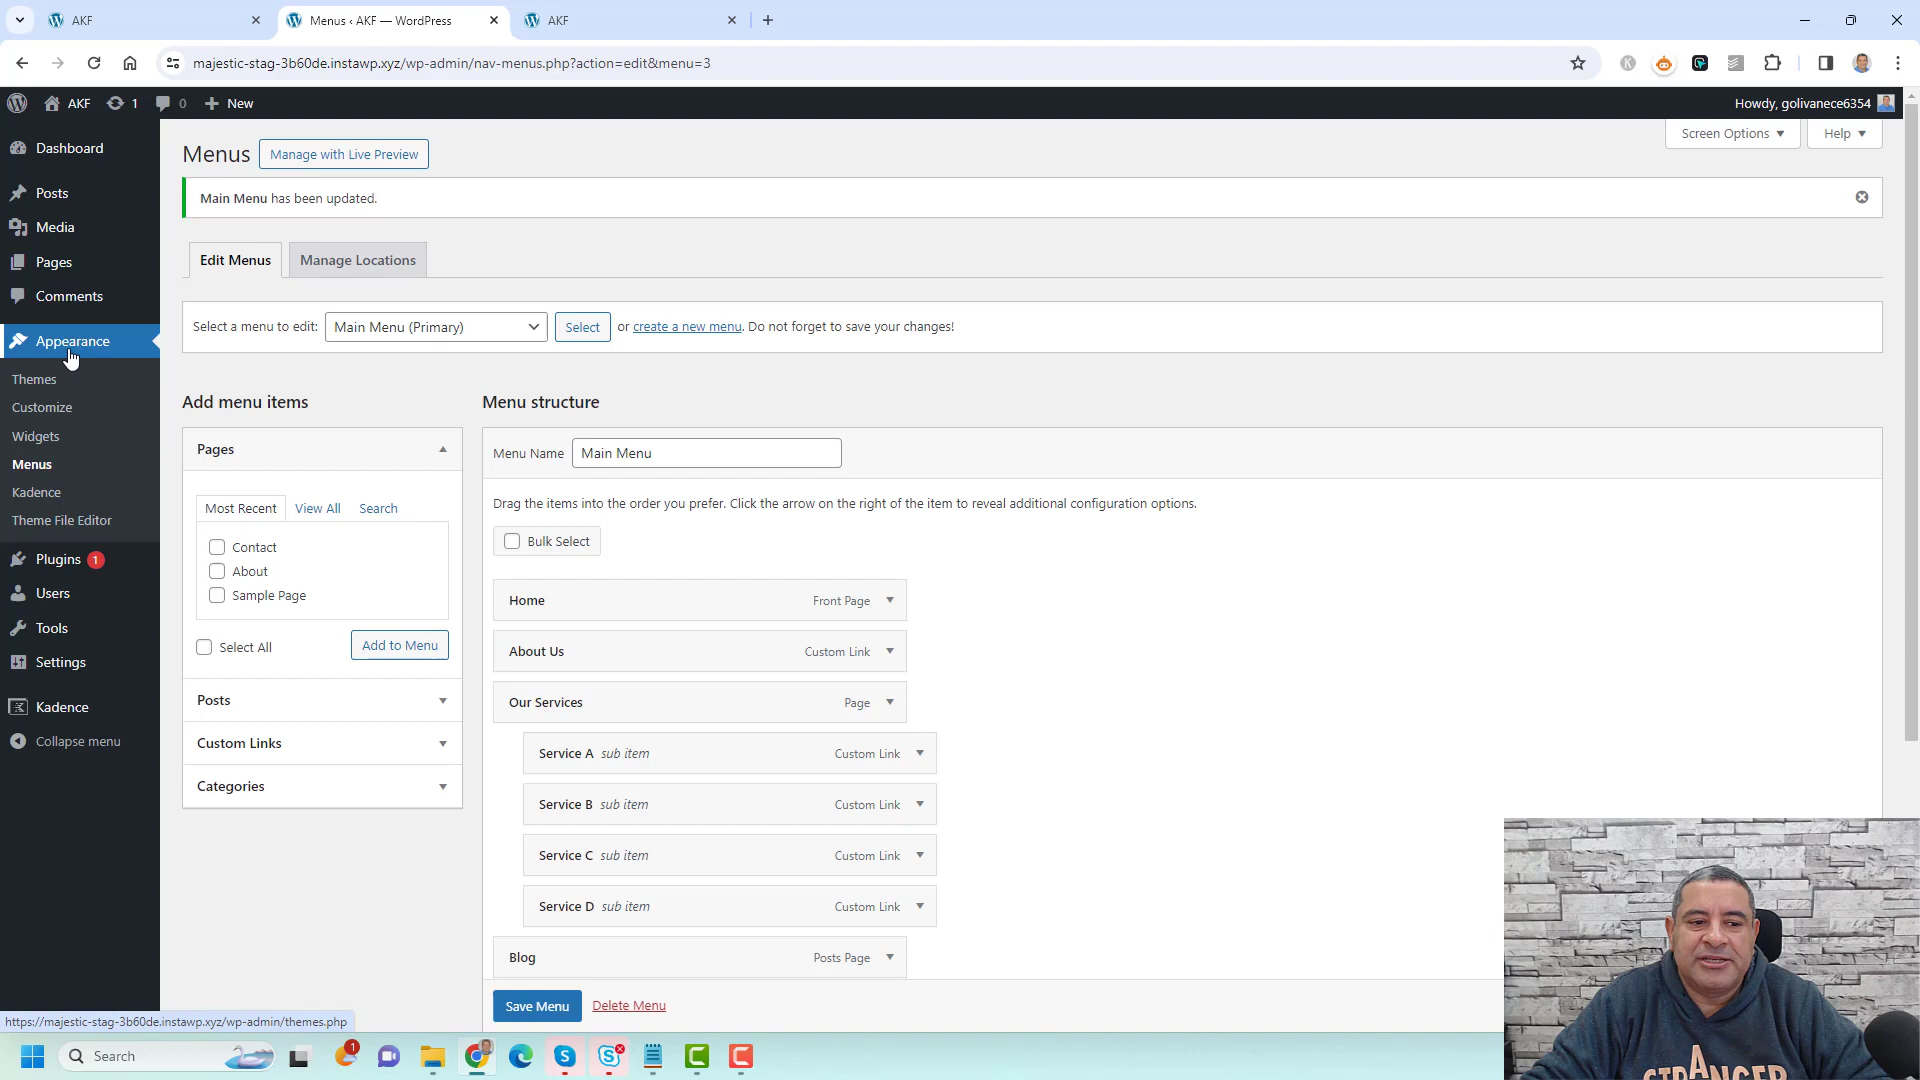 AKF
Menus ‹ AKF — WordPress
AKF
majestic-stag-3b60de.instawp.xyz/wp-admin/nav-menus.php?action=edit&menu=3
AKF
1
0
New
Howdy, golivanece6354
Screen Options
Help
Dashboard
Posts
Media
Pages
Comments
Appearance
Themes
Customize
Widgets
Menus
Kadence
Theme File Editor
Plugins 1
Users
Tools
Settings
Kadence
Collapse menu
Menus
Manage with Live Preview
Main Menu has been updated.
Edit Menus
Manage Locations
Select a menu to edit: Main Menu (Primary) Select or create a new menu. Do not forget to save your changes!
Add menu items
Pages
Most Recent
View All
Search
Contact
About
Sample Page
Select All
Add to Menu
Posts
Custom Links
Categories
Menu structure
Menu Name Main Menu
Drag the items into the order you prefer. Click the arrow on the right of the item to reveal additional configuration options.
Bulk Select
Home Front Page
About Us Custom Link
Our Services Page
Service A sub item Custom Link
Service B sub item Custom Link
Service C sub item Custom Link
Service D sub item Custom Link
Blog Posts Page
Save Menu
Delete Menu
https://majestic-stag-3b60de.instawp.xyz/wp-admin/themes.php
Search
1
STRANGER